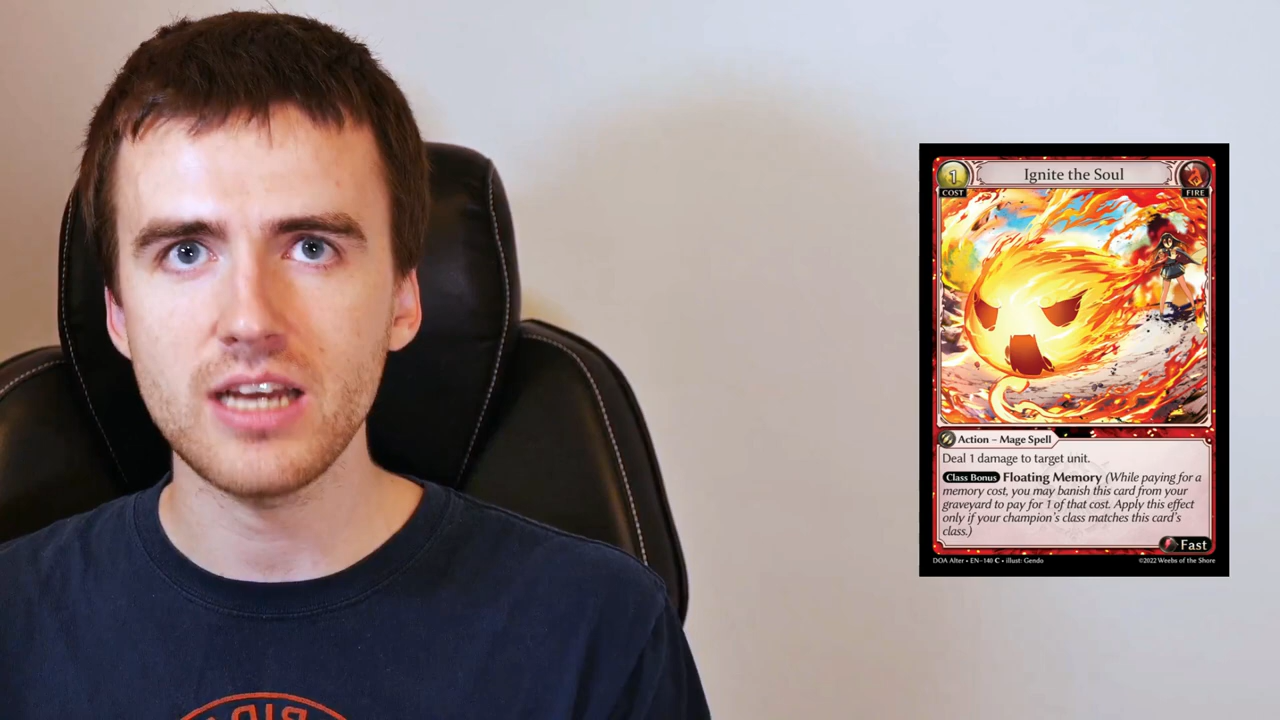 1
COST
Ignite the Soul
FIRE
Action – Mage Spell
Deal 1 damage to target unit.
Class Bonus Floating Memory (While paying for a
memory cost, you may banish this card from your
graveyard to pay for 1 of that cost. Apply this effect
only if your champion's class matches this card's
class.)
Fast
DOA Alter • EN-140 C • illust: Gendo
©2022 Weebs of the Shore